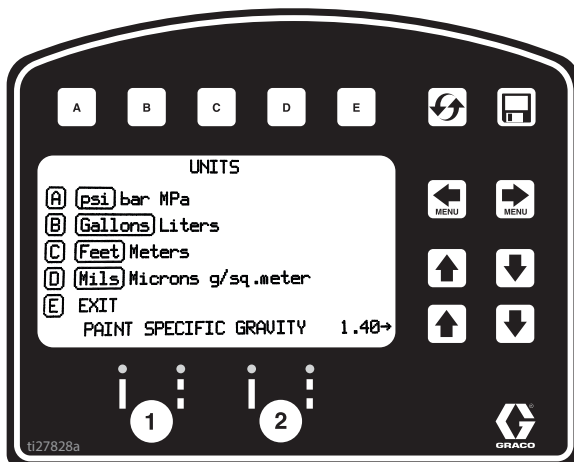 A B C D E
UNITS
A psi bar MPa
B Gallons Liters
C Feet Meters
D Mils Microns g/sq.meter
E EXIT
PAINT SPECIFIC GRAVITY 1.40→
MENU MENU
1 2
ti27828a
GRACO